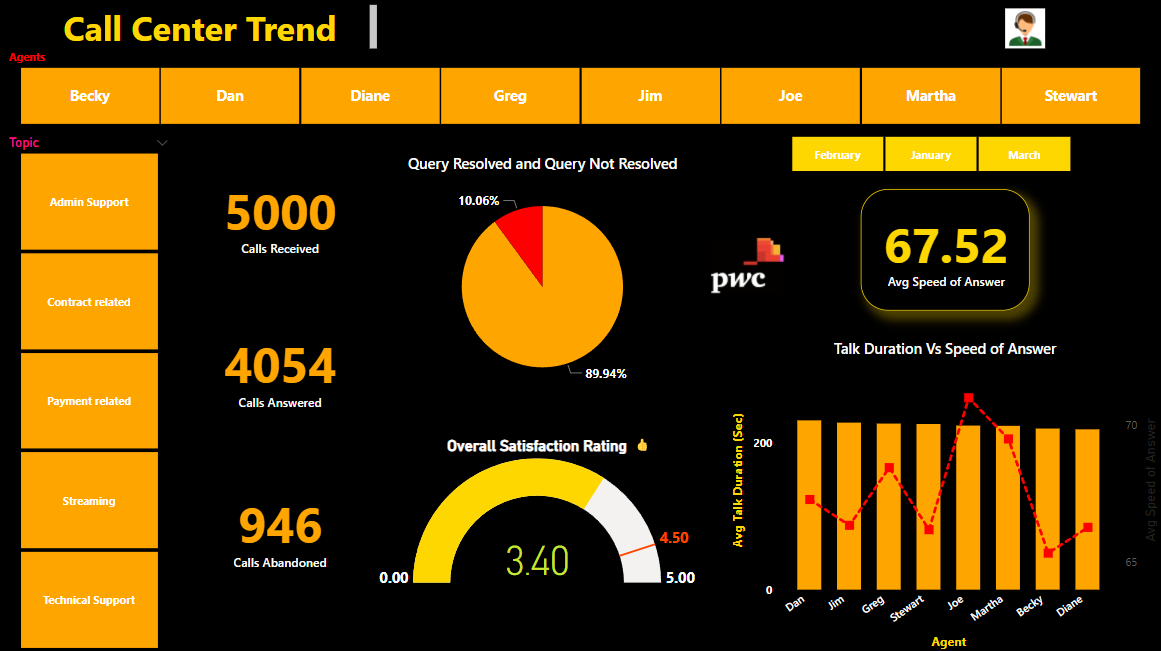 Call Center Trend
Agents
Becky
Dan
Diane
Greg
Jim
Joe
Martha
Stewart
Topic
Admin Support
Contract related
Payment related
Streaming
Technical Support
5000
Calls Received
4054
Calls Answered
946
Calls Abandoned
Query Resolved and Query Not Resolved
10.06%
89.94%
Overall Satisfaction Rating 👍
0.00
3.40
4.50
5.00
pwc
February
January
March
67.52
Avg Speed of Answer
Talk Duration Vs Speed of Answer
Avg Talk Duration (Sec)
200
0
70
65
Avg Speed of Answer
Dan
Jim
Greg
Stewart
Joe
Martha
Becky
Diane
Agent